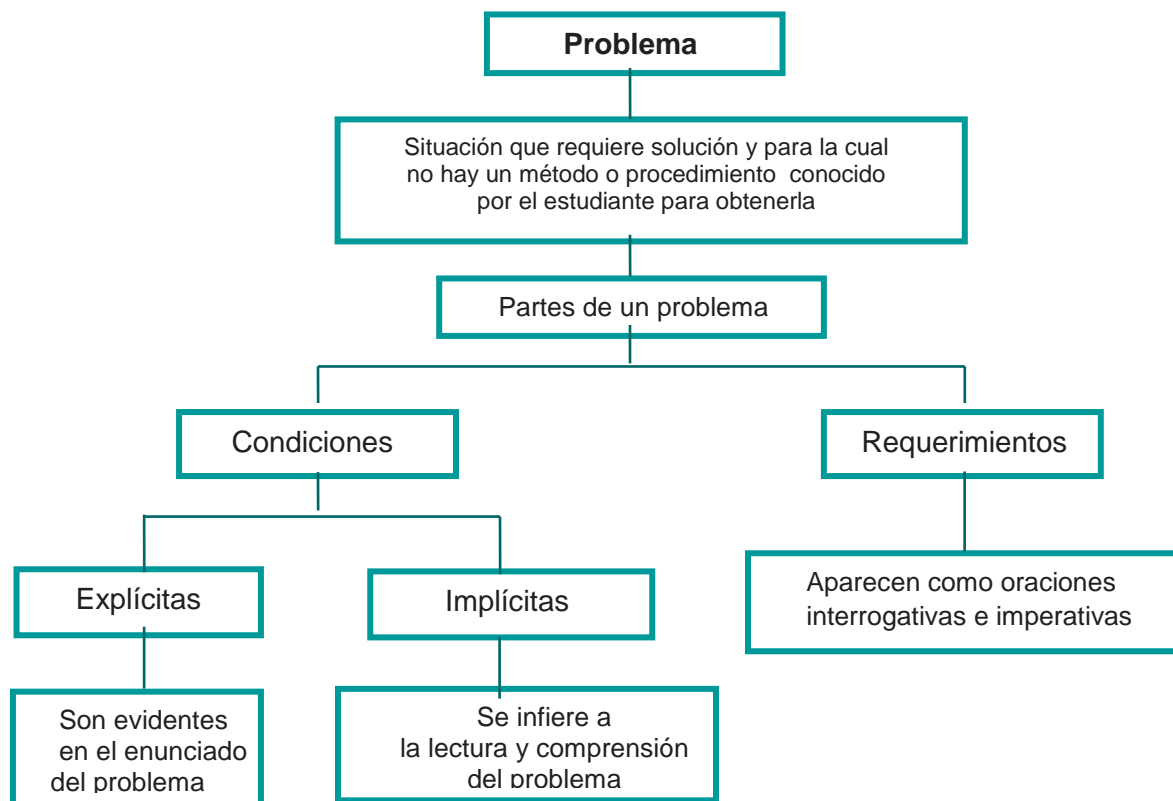 Problema
Situación que requiere solución y para la cual
no hay un método o procedimiento conocido
por el estudiante para obtenerla
Partes de un problema
Condiciones
Requerimientos
Explícitas
Implícitas
Aparecen como oraciones
interrogativas e imperativas
Son evidentes
en el enunciado
del problema
Se infiere a
la lectura y comprensión
del problema